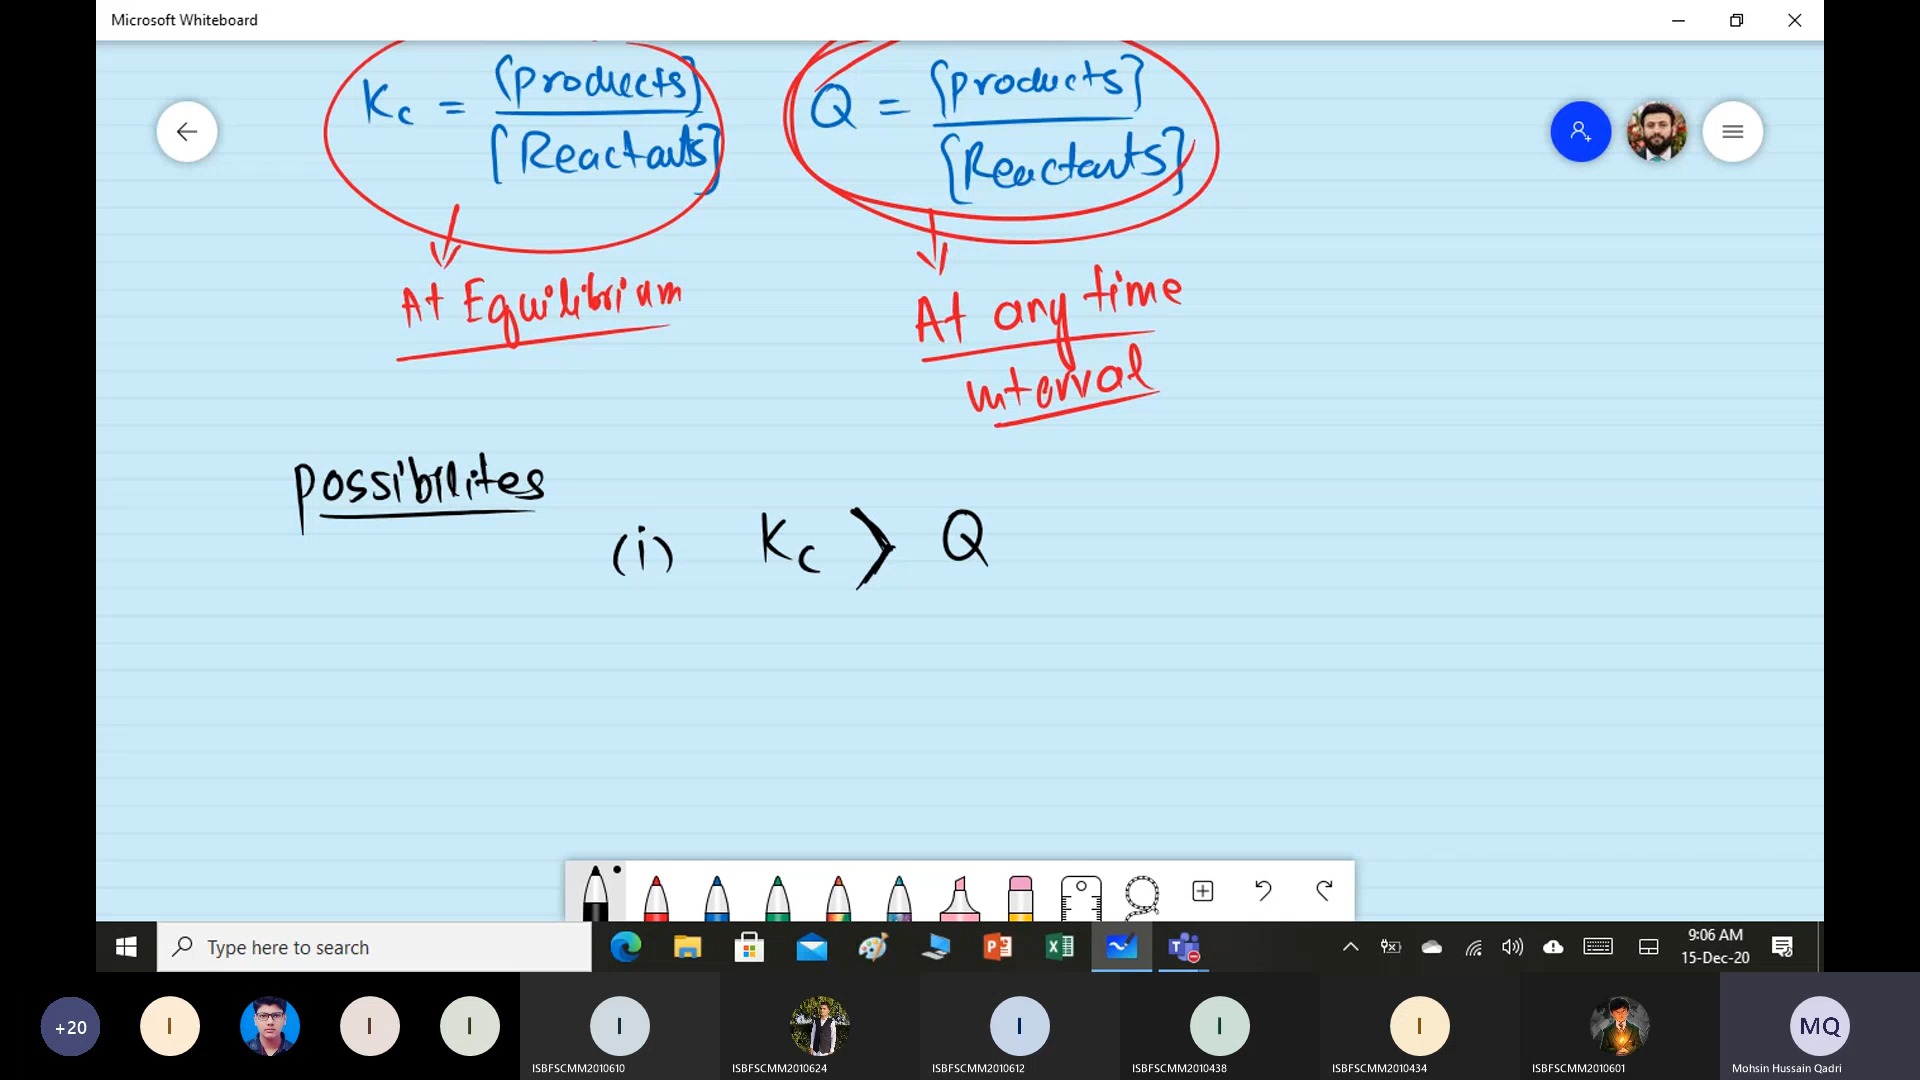 Microsoft Whiteboard
Kc = [products] / [Reactants]
Q = [products] / [Reactants]
At Equilibrium
At any time
interval
possibilites
(i) Kc > Q
Type here to search
9:06 AM
15-Dec-20
+20
I
I
I
I
I
I
I
MQ
ISBFSCMM2010610
ISBFSCMM2010624
ISBFSCMM2010612
ISBFSCMM2010438
ISBFSCMM2010434
ISBFSCMM2010601
Mohsin Hussain Qadri